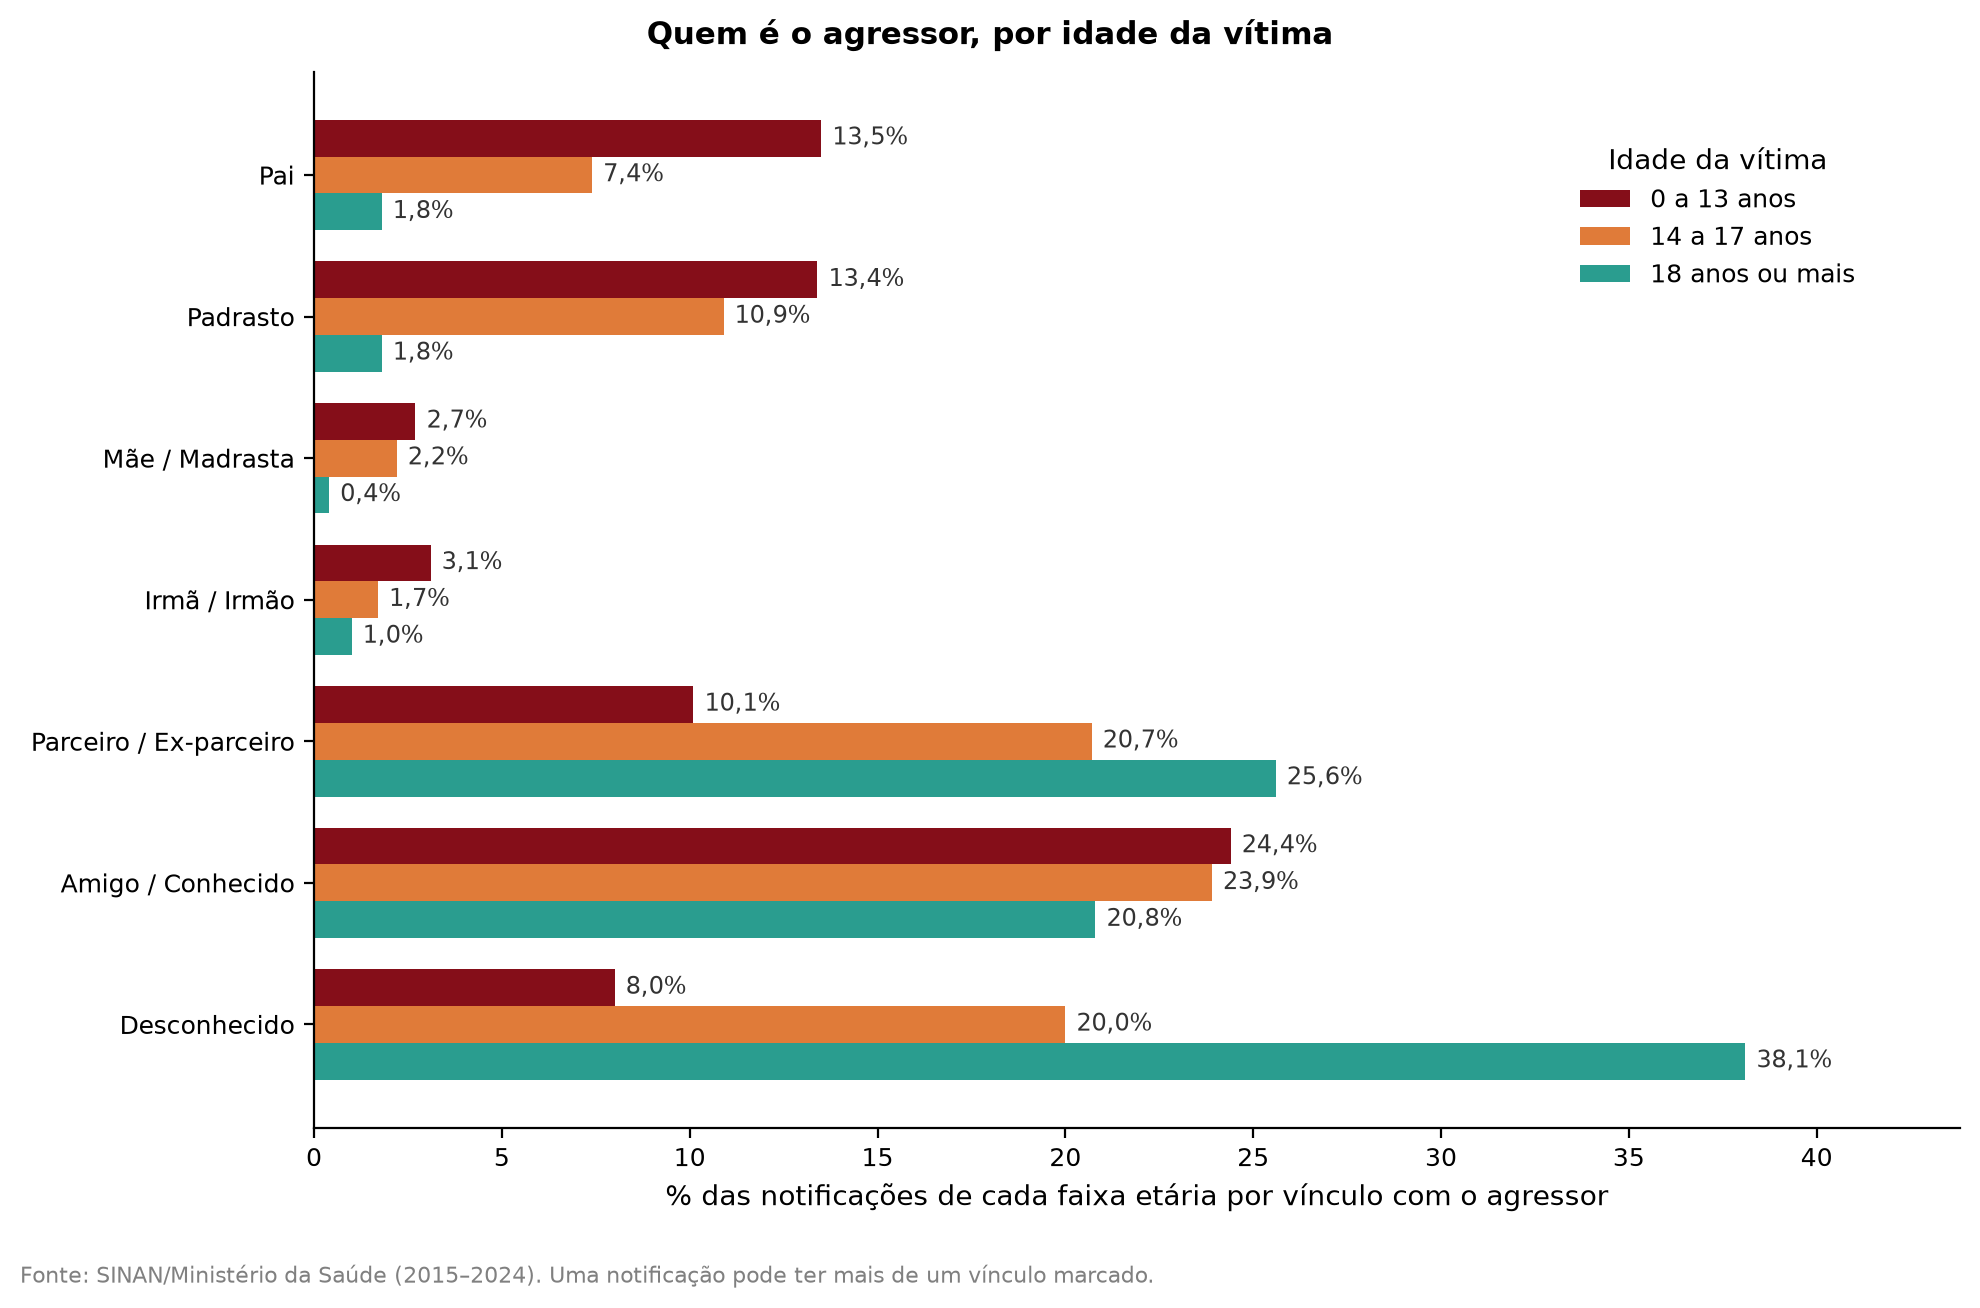 Quem é o agressor, por idade da vítima
Idade da vítima
0 a 13 anos
14 a 17 anos
18 anos ou mais
Pai
13,5%
7,4%
1,8%
Padrasto
13,4%
10,9%
1,8%
Mãe / Madrasta
2,7%
2,2%
0,4%
Irmã / Irmão
3,1%
1,7%
1,0%
Parceiro / Ex-parceiro
10,1%
20,7%
25,6%
Amigo / Conhecido
24,4%
23,9%
20,8%
Desconhecido
8,0%
20,0%
38,1%
0 5 10 15 20 25 30 35 40
% das notificações de cada faixa etária por vínculo com o agressor
Fonte: SINAN/Ministério da Saúde (2015–2024). Uma notificação pode ter mais de um vínculo marcado.